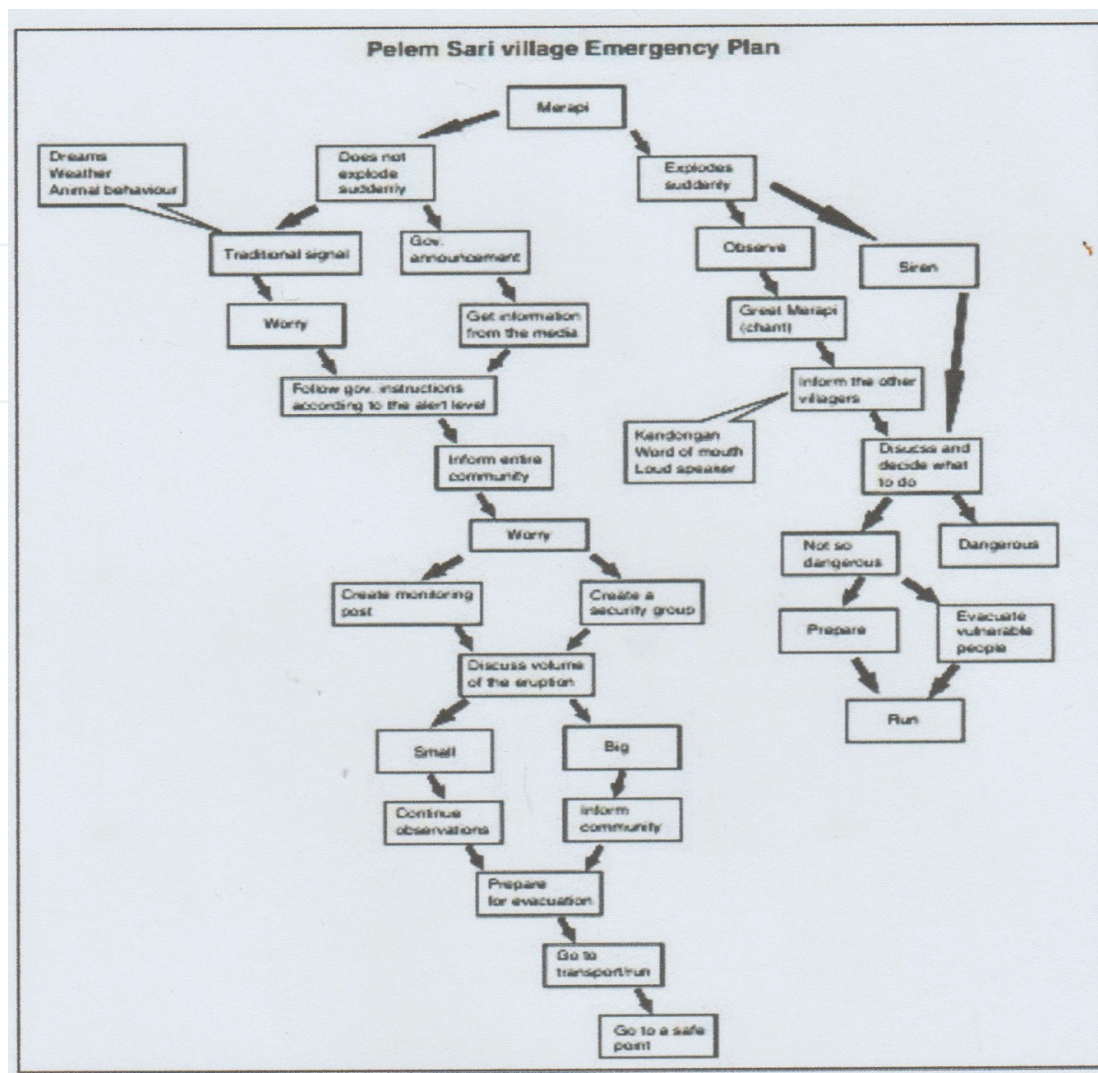 Pelem Sari village Emergency Plan
Merapi
Does not
explode
suddenly
Explodes
suddenly
Dreams
Weather
Animal behaviour
Traditional signal
Gov.
announcement
Observe
Siren
Worry
Get information
from the media
Great Merapi
(chant)
Follow gov. instructions
according to the alert level
Inform the other
villagers
Kendongan
Word of mouth
Loud speaker
Inform entire
community
Disucss and
decide what
to do
Worry
Not so
dangerous
Dangerous
Create monitoring
post
Create a
security group
Prepare
Evacuate
vulnerable
people
Discuss volume
of the eruption
Run
Small
Big
Continue
observations
Inform
community
Prepare
for evacuation
Go to
transport/run
Go to a safe
point